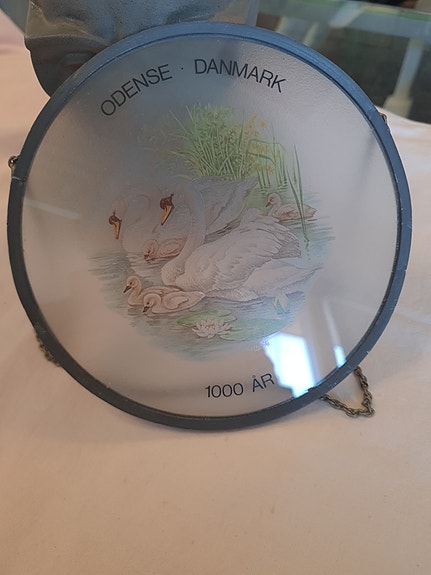 ODENSE · DANMARK
1000 ÅR